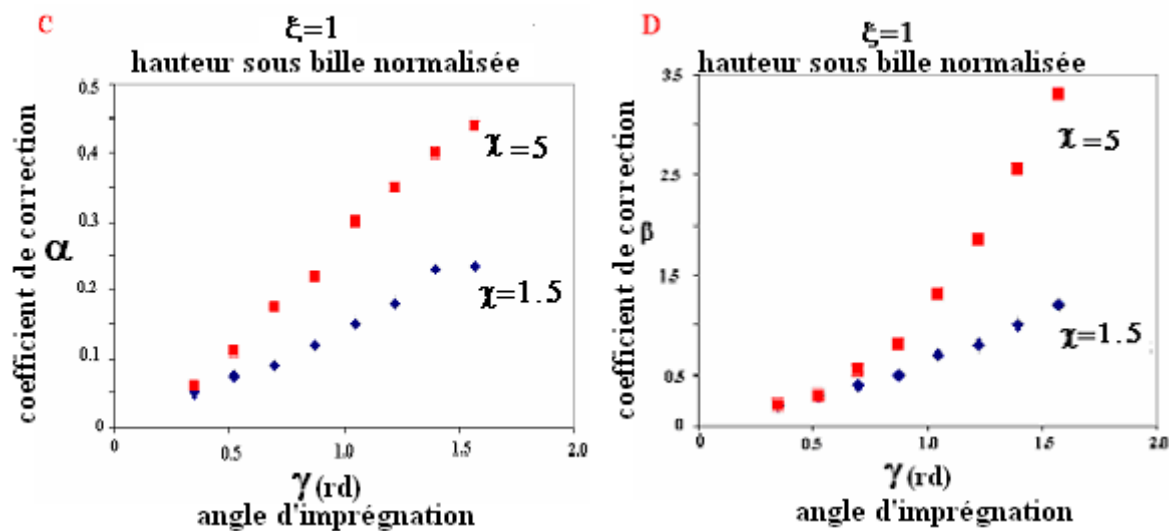 C
ξ=1
hauteur sous bille normalisée
0.5
0.4
0.3
0.2
0.1
0
coefficient de correction
α
χ=5
χ=1.5
0
0.5
1.0
1.5
2.0
γ (rd)
angle d'imprégnation
D
ξ=1
hauteur sous bille normalisée
3.5
2.5
1.5
0.5
0
coefficient de correction
β
χ=5
χ=1.5
0
0.5
1.0
1.5
2.0
γ (rd)
angle d'imprégnation